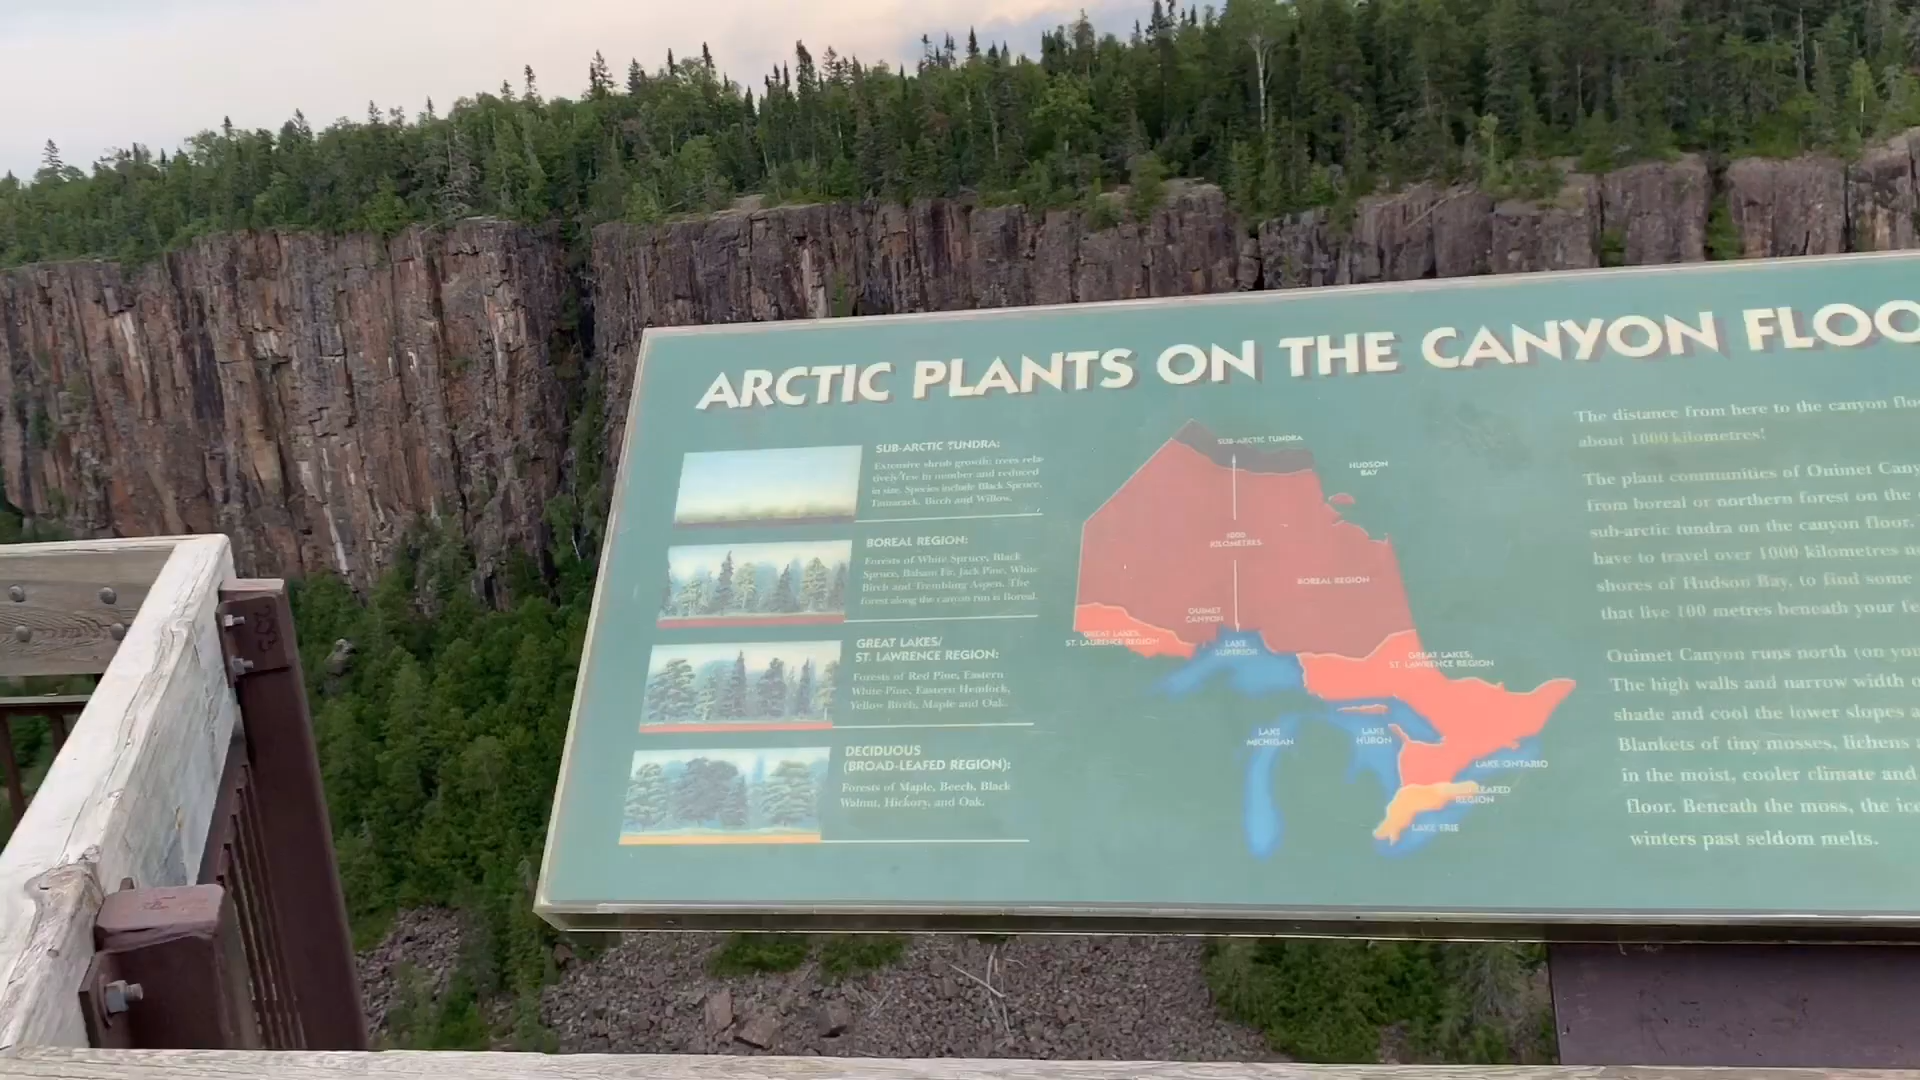 ARCTIC PLANTS ON THE CANYON FLOO
SUB-ARCTIC TUNDRA:
Extensive shrub growth; trees rela-
tively few in number and reduced
in size. Species include Black Spruce,
Tamarack, Birch and Willow.
BOREAL REGION:
Forests of White Spruce, Black
Spruce, Balsam Fir, Jack Pine, White
Birch and Trembling Aspen. The
forest along the canyon rim is Boreal.
GREAT LAKES/
ST. LAWRENCE REGION:
Forests of Red Pine, Eastern
White Pine, Eastern Hemlock,
Yellow Birch, Maple and Oak.
DECIDUOUS
(BROAD-LEAFED REGION):
Forests of Maple, Beech, Black
Walnut, Hickory, and Oak.
SUB-ARCTIC TUNDRA
HUDSON
BAY
1000
KILOMETRES
BOREAL REGION
OUIMET
CANYON
GREAT LAKES,
ST. LAURENCE REGION
LAKE
SUPERIOR
GREAT LAKES,
ST. LAWRENCE REGION
LAKE
MICHIGAN
LAKE
HURON
LAKE ONTARIO
REGION
LAKE ERIE
The distance from here to the canyon floo
about 1000 kilometres!
The plant communities of Ouimet Cany
from boreal or northern forest on the
sub-arctic tundra on the canyon floor.
have to travel over 1000 kilometres no
shores of Hudson Bay, to find some
that live 100 metres beneath your fe
Ouimet Canyon runs north (on you
The high walls and narrow width o
shade and cool the lower slopes a
Blankets of tiny mosses, lichens
in the moist, cooler climate and
floor. Beneath the moss, the ice
winters past seldom melts.